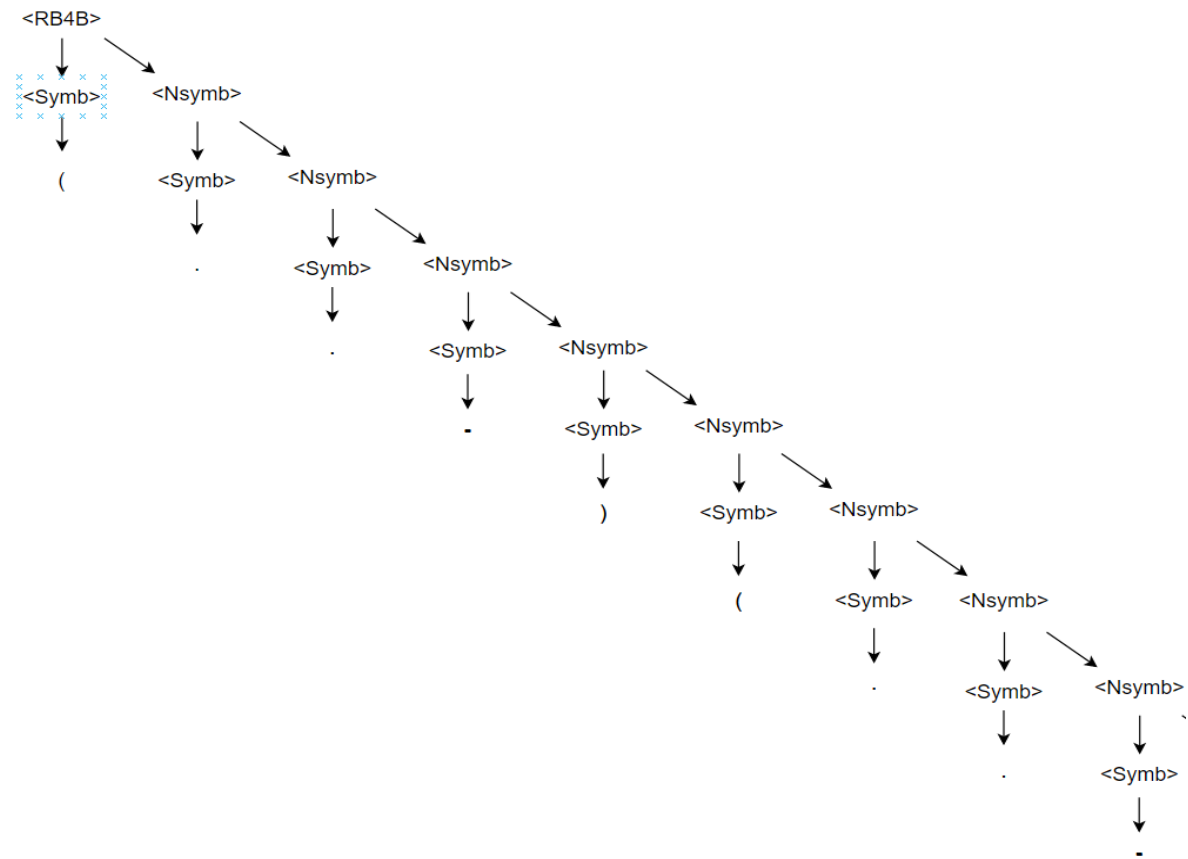 <RB4B>
<Symb> <Nsymb>
( <Symb> <Nsymb>
. <Symb> <Nsymb>
. <Symb> <Nsymb>
- <Symb> <Nsymb>
) <Symb> <Nsymb>
( <Symb> <Nsymb>
. <Symb> <Nsymb>
. <Symb>
-